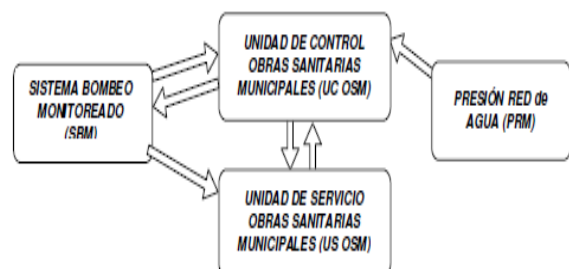 UNIDAD DE CONTROL
OBRAS SANITARIAS
MUNICIPALES (UC OSM)
SISTEMA BOMBEO
MONITOREADO
(SBM)
PRESIÓN RED de
AGUA (PRM)
UNIDAD DE SERVICIO
OBRAS SANITARIAS
MUNICIPALES (US OSM)